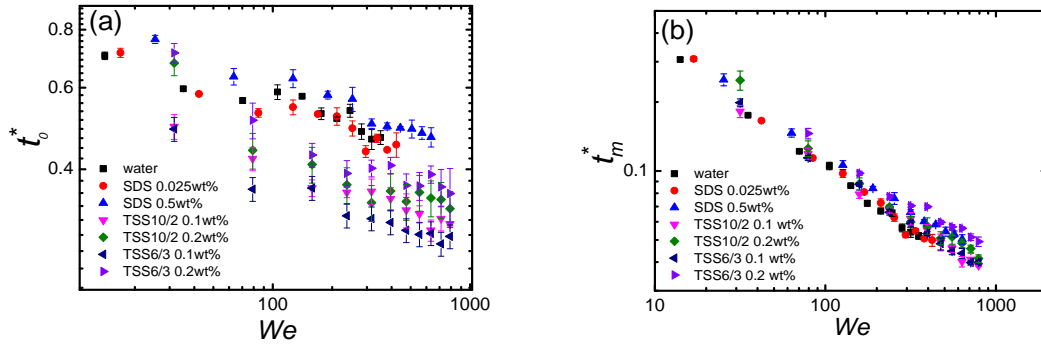 (a)
0.8
0.6
0.4
t*₀
water
SDS 0.025wt%
SDS 0.5wt%
TSS10/2 0.1wt%
TSS10/2 0.2wt%
TSS6/3 0.1wt%
TSS6/3 0.2wt%
100
1000
We
(b)
0.1
t*ₘ
water
SDS 0.025wt%
SDS 0.5wt%
TSS10/2 0.1 wt%
TSS10/2 0.2wt%
TSS6/3 0.1 wt%
TSS6/3 0.2 wt%
10
100
1000
We